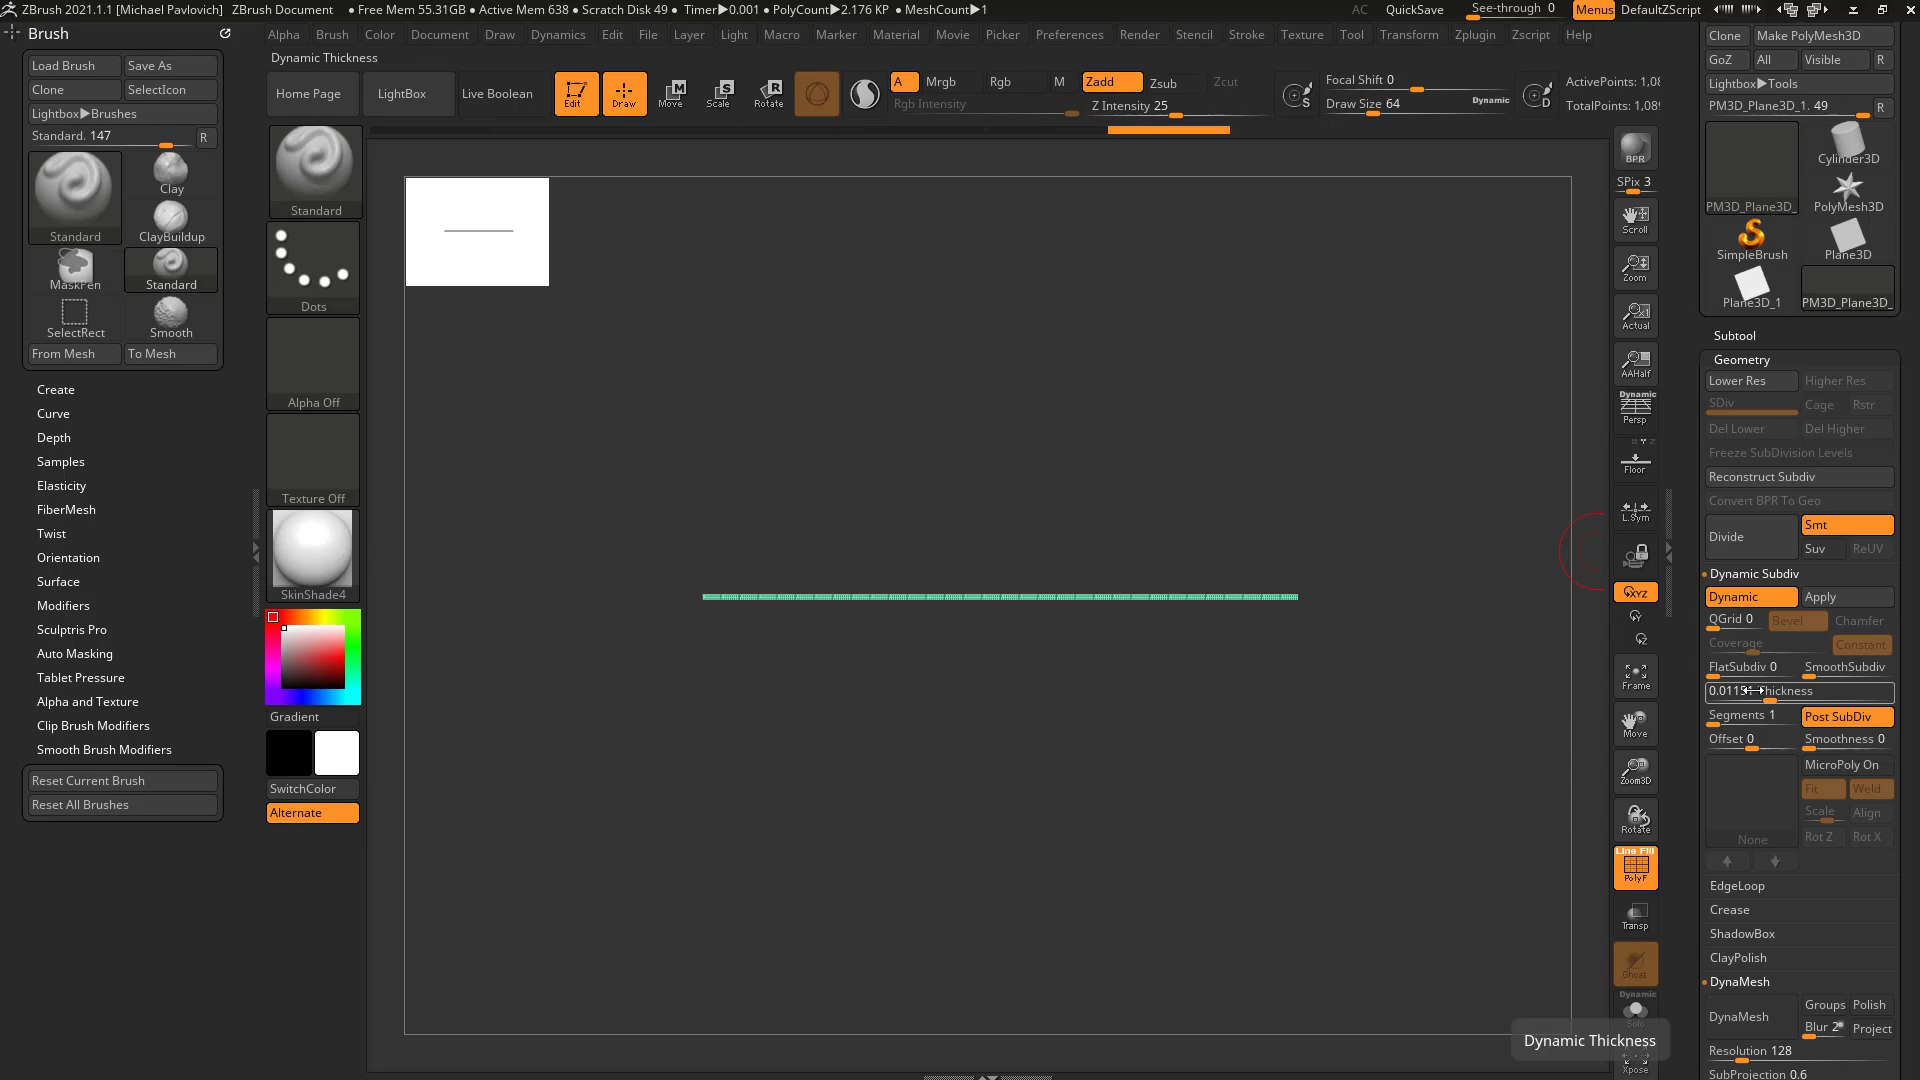 ZBrush 2021.1.1 [Michael Pavlovich] ZBrush Document • Free Mem 55.31GB • Active Mem 638 • Scratch Disk 49 • Timer▶0.001 • PolyCount▶2.176 KP • MeshCount▶1 AC QuickSave See-through 0 Menus DefaultZScript
Brush
Alpha Brush Color Document Draw Dynamics Edit File Layer Light Macro Marker Material Movie Picker Preferences Render Stencil Stroke Texture Tool Transform Zplugin Zscript Help
Dynamic Thickness
Load Brush Save As
Clone SelectIcon
Lightbox▶Brushes
Standard. 147 R
Standard
Clay
ClayBuildup
MaskPen
Standard
SelectRect
Smooth
From Mesh To Mesh
Create
Curve
Depth
Samples
Elasticity
FiberMesh
Twist
Orientation
Surface
Modifiers
Sculptris Pro
Auto Masking
Tablet Pressure
Alpha and Texture
Clip Brush Modifiers
Smooth Brush Modifiers
Reset Current Brush
Reset All Brushes
Home Page LightBox Live Boolean Edit Draw Move Scale Rotate
A Mrgb Rgb M Zadd Zsub Zcut
Rgb Intensity Z Intensity 25
S Focal Shift 0
Draw Size 64 Dynamic
D ActivePoints: 1,08
TotalPoints: 1,089
Standard
Dots
Alpha Off
Texture Off
SkinShade4
Gradient
SwitchColor
Alternate
BPR
SPix 3
Scroll
Zoom
Actual
AAHalf
Dynamic
Persp
Floor
L.Sym
XYZ
Y
Z
Frame
Move
Zoom3D
Rotate
Line Fill
PolyF
Transp
Ghost
Dynamic
Solo
Xpose
Dynamic Thickness
Clone Make PolyMesh3D
GoZ All Visible R
Lightbox▶Tools
PM3D_Plane3D_1. 49 R
PM3D_Plane3D_
Cylinder3D
PolyMesh3D
SimpleBrush
Plane3D
Plane3D_1
PM3D_Plane3D_
Subtool
Geometry
Lower Res Higher Res
SDiv Cage Rstr
Del Lower Del Higher
Freeze SubDivision Levels
Reconstruct Subdiv
Convert BPR To Geo
Divide Smt
Suv ReUV
Dynamic Subdiv
Dynamic Apply
QGrid 0 Bevel Chamfer
Coverage Constant
FlatSubdiv 0 SmoothSubdiv
Thickness
Segments 1 Post SubDiv
Offset 0 Smoothness 0
MicroPoly On
Fit Weld
Scale Align
None Rot Z Rot X
EdgeLoop
Crease
ShadowBox
ClayPolish
DynaMesh
DynaMesh Groups Polish
Blur 2 Project
Resolution 128
SubProjection 0.6